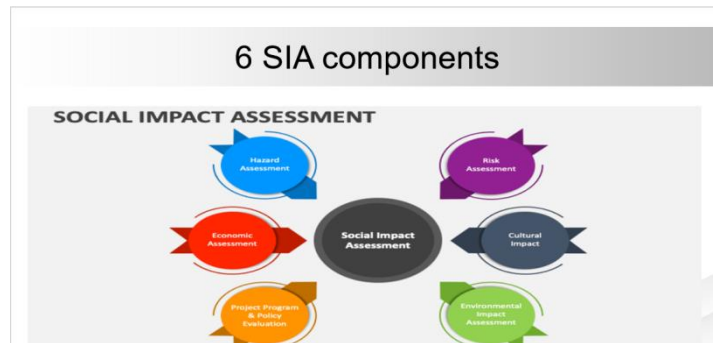 6 SIA components
SOCIAL IMPACT ASSESSMENT
Hazard
Assessment
Risk
Assessment
Economic
Assessment
Social Impact
Assessment
Cultural
Impact
Project Program
& Policy
Evaluation
Environmental
Impact
Assessment